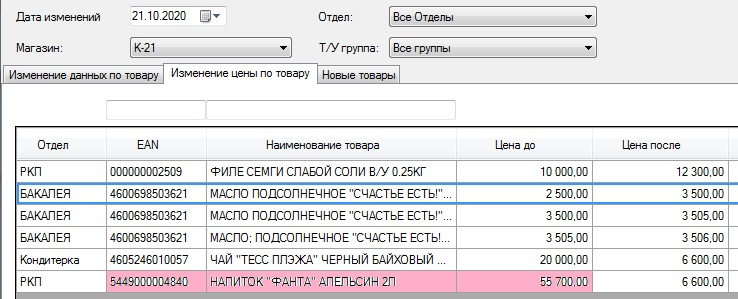 Дата изменений 21.10.2020 Отдел: Все Отделы
Магазин: К-21 Т/У группа: Все группы
Изменение данных по товару Изменение цены по товару Новые товары
Отдел EAN Наименование товара Цена до Цена после
РКП 000000002509 ФИЛЕ СЕМГИ СЛАБОЙ СОЛИ В/У 0.25КГ 10 000,00 12 300,00
БАКАЛЕЯ 4600698503621 МАСЛО ПОДСОЛНЕЧНОЕ "СЧАСТЬЕ ЕСТЬ!"... 2 500,00 3 500,00
БАКАЛЕЯ 4600698503621 МАСЛО ПОДСОЛНЕЧНОЕ "СЧАСТЬЕ ЕСТЬ!"... 3 500,00 3 505,00
БАКАЛЕЯ 4600698503621 МАСЛО; ПОДСОЛНЕЧНОЕ "СЧАСТЬЕ ЕСТЬ!... 3 505,00 3 506,00
Кондитерка 4605246010057 ЧАЙ "ТЕСС ПЛЭЖА" ЧЕРНЫЙ БАЙХОВЫЙ ... 20 000,00 6 600,00
РКП 5449000004840 НАПИТОК "ФАНТА" АПЕЛЬСИН 2Л 55 700,00 6 600,00